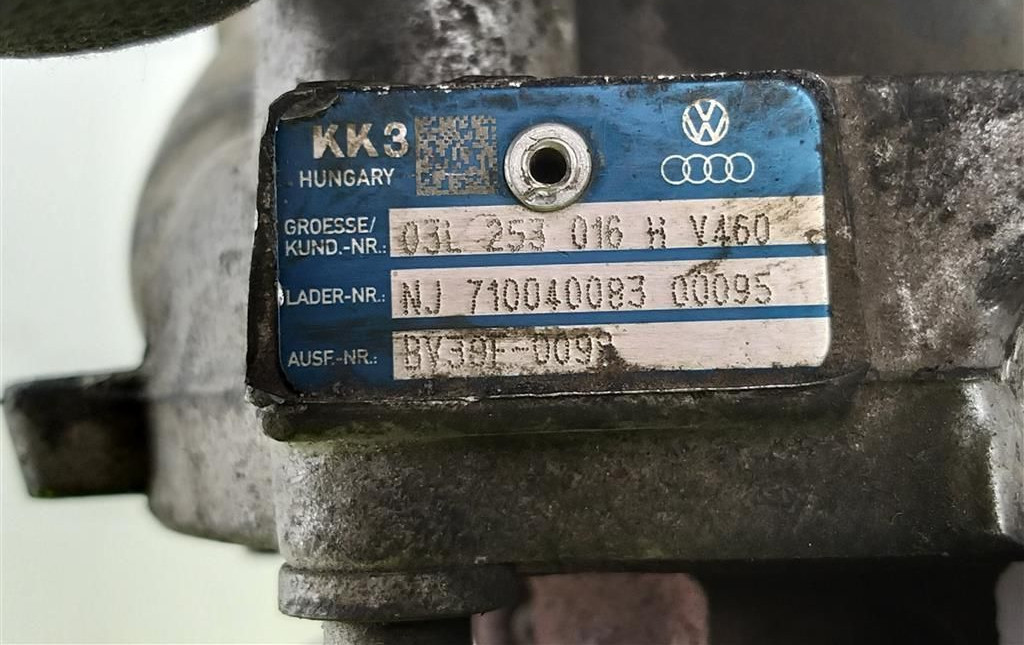 KK3
HUNGARY
GROESSE/
KUND.-NR.: 03L 253 016 H V460
LADER-NR.: NJ 710040083 00095
AUSF.-NR.: